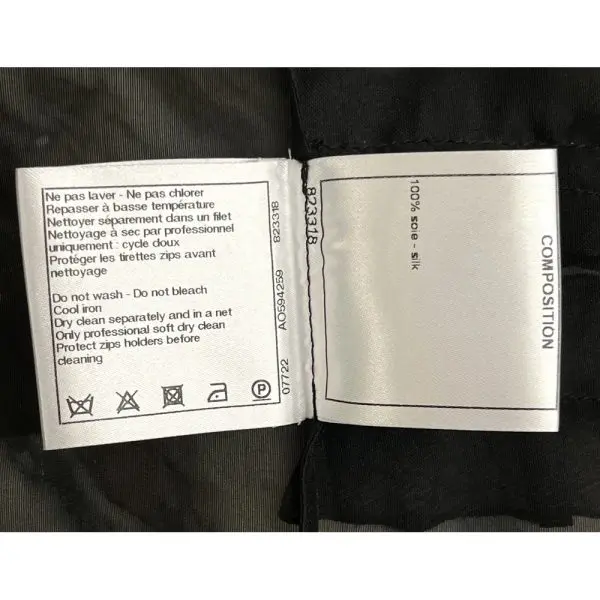 Ne pas laver - Ne pas chlorer
Repasser à basse température
Nettoyer séparement dans un filet
Nettoyage à sec par professionnel
uniquement : cycle doux
Protéger les tirettes zips avant
nettoyage
Do not wash - Do not bleach
Cool iron
Dry clean separately and in a net
Only professional soft dry clean
Protect zips holders before
cleaning
P
07722 AO594259 823318
823318
COMPOSITION
100% soie - silk